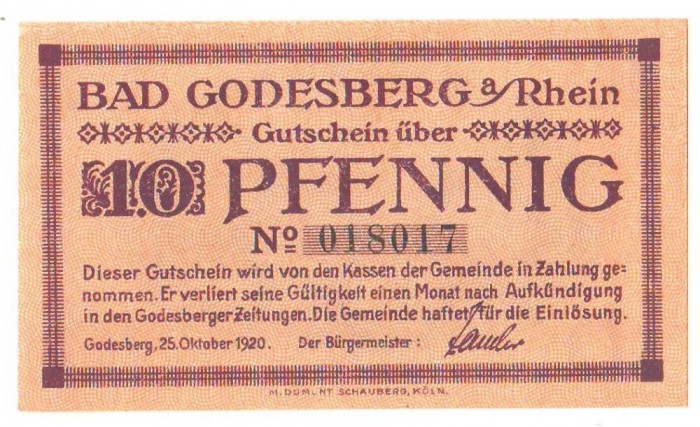 BAD GODESBERG a/Rhein
Gutschein über
10 PFENNIG
No 018017
Dieser Gutschein wird von den Kassen der Gemeinde in Zahlung ge=
nommen. Er verliert seine Gültigkeit einen Monat nach Aufkündigung
in den Godesberger Zeitungen. Die Gemeinde haftet für die Einlösung.
Godesberg, 25. Oktober 1920. Der Bürgermeister :
M. DUMONT SCHAUBERG, KÖLN.